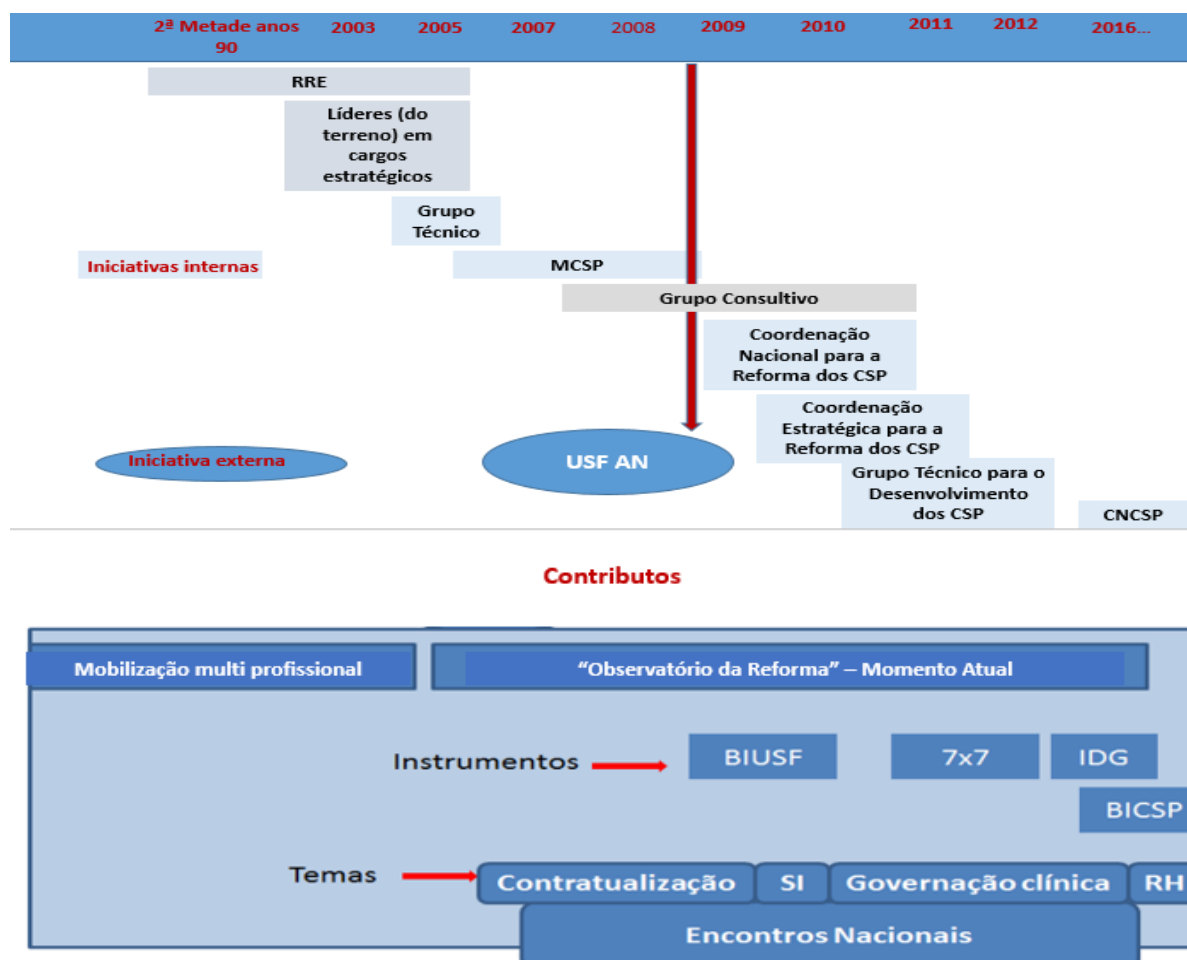 2ª Metade anos
90
2003
2005
2007
2008
2009
2010
2011
2012
2016...
RRE
Líderes (do
terreno) em
cargos
estratégicos
Grupo
Técnico
Iniciativas internas
MCSP
Grupo Consultivo
Coordenação
Nacional para a
Reforma dos CSP
Coordenação
Estratégica para a
Reforma dos CSP
Iniciativa externa
USF AN
Grupo Técnico para o
Desenvolvimento
dos CSP
CNCSP
Contributos
Mobilização multi profissional
“Observatório da Reforma” – Momento Atual
Instrumentos
BIUSF
7x7
IDG
BICSP
Temas
Contratualização
SI
Governação clínica
RH
Encontros Nacionais